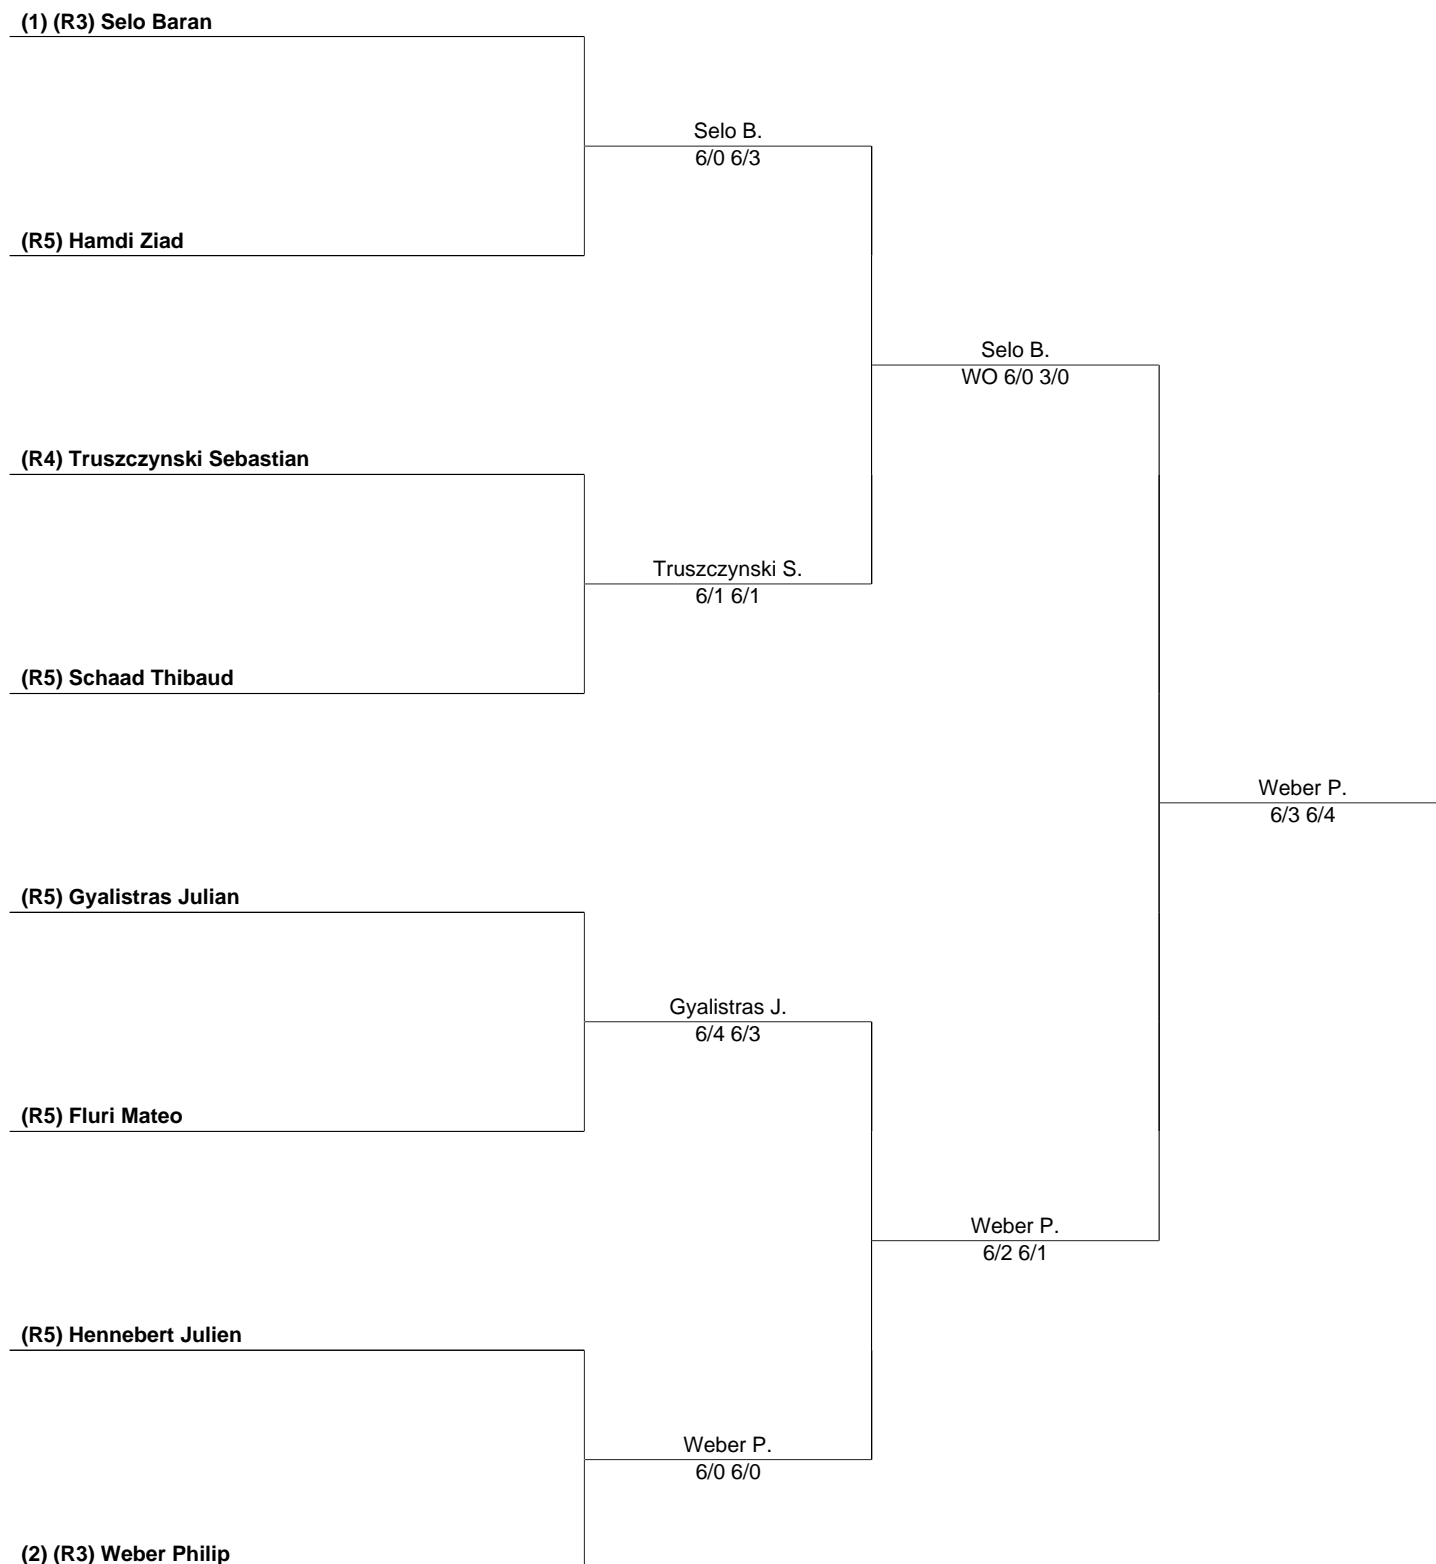 (1) (R3) Selo Baran
Selo B.
6/0 6/3
(R5) Hamdi Ziad
Selo B.
WO 6/0 3/0
(R4) Truszczynski Sebastian
Truszczynski S.
6/1 6/1
(R5) Schaad Thibaud
Weber P.
6/3 6/4
(R5) Gyalistras Julian
Gyalistras J.
6/4 6/3
(R5) Fluri Mateo
Weber P.
6/2 6/1
(R5) Hennebert Julien
Weber P.
6/0 6/0
(2) (R3) Weber Philip